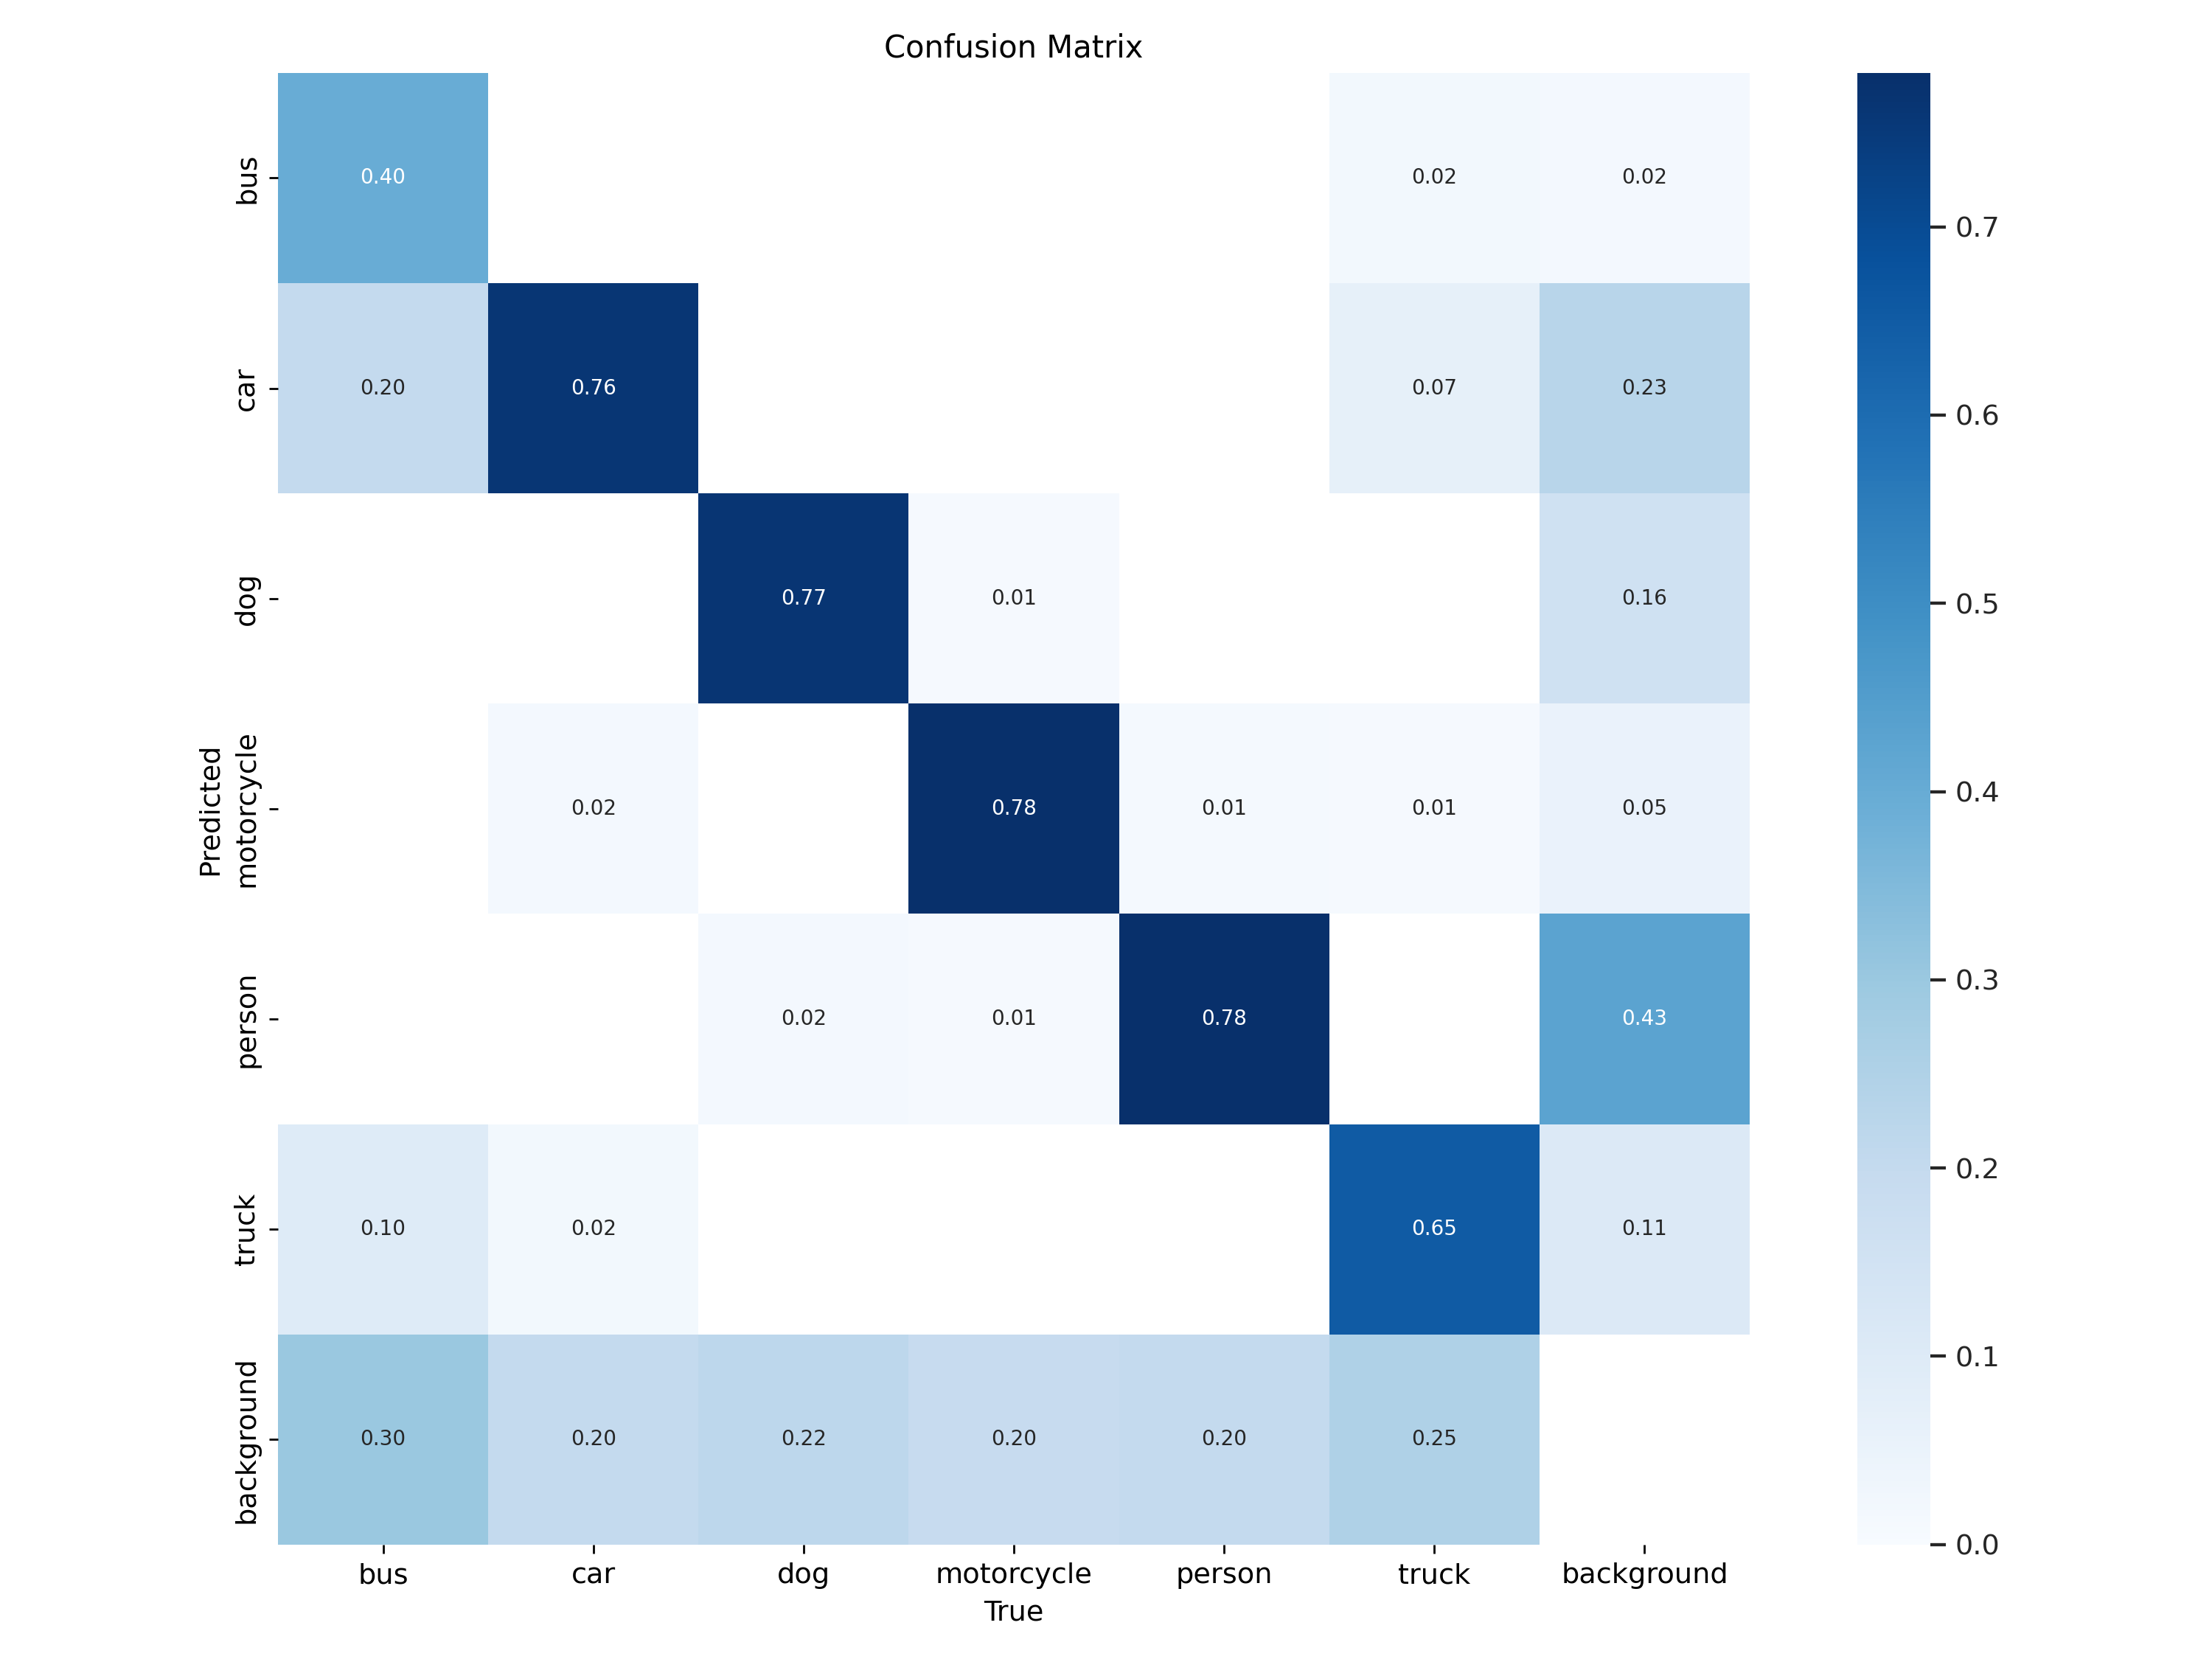 Confusion Matrix
bus 0.40 0.02 0.02
car 0.20 0.76 0.07 0.23
dog 0.77 0.01 0.16
motorcycle 0.02 0.78 0.01 0.01 0.05
person 0.02 0.01 0.78 0.43
truck 0.10 0.02 0.65 0.11
background 0.30 0.20 0.22 0.20 0.20 0.25
Predicted
bus car dog motorcycle person truck background
True
0.7
0.6
0.5
0.4
0.3
0.2
0.1
0.0